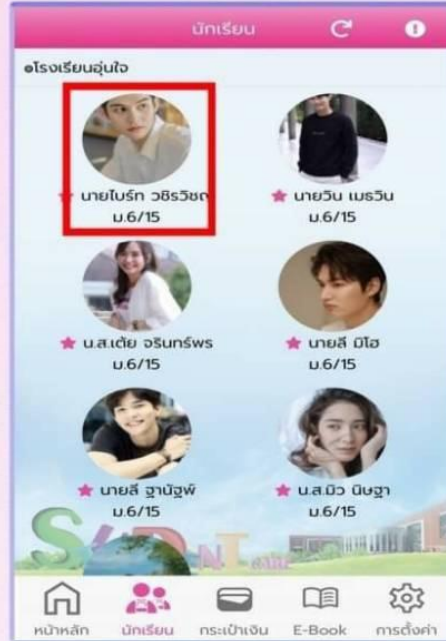 นักเรียน
๑โรงเรียนอุ่นใจ
นายไบร์ท วชิรวิชญ
ม.6/15
นายวิน เมธวิน
ม.6/15
น.ส.เต้ย จรินทร์พร
ม.6/15
นายลี มิโฮ
ม.6/15
นายลี ฐานัฐพ์
ม.6/15
น.ส.มิว นิษฐา
ม.6/15
หน้าหลัก
นักเรียน
กระเป๋าเงิน
E-Book
การตั้งค่า